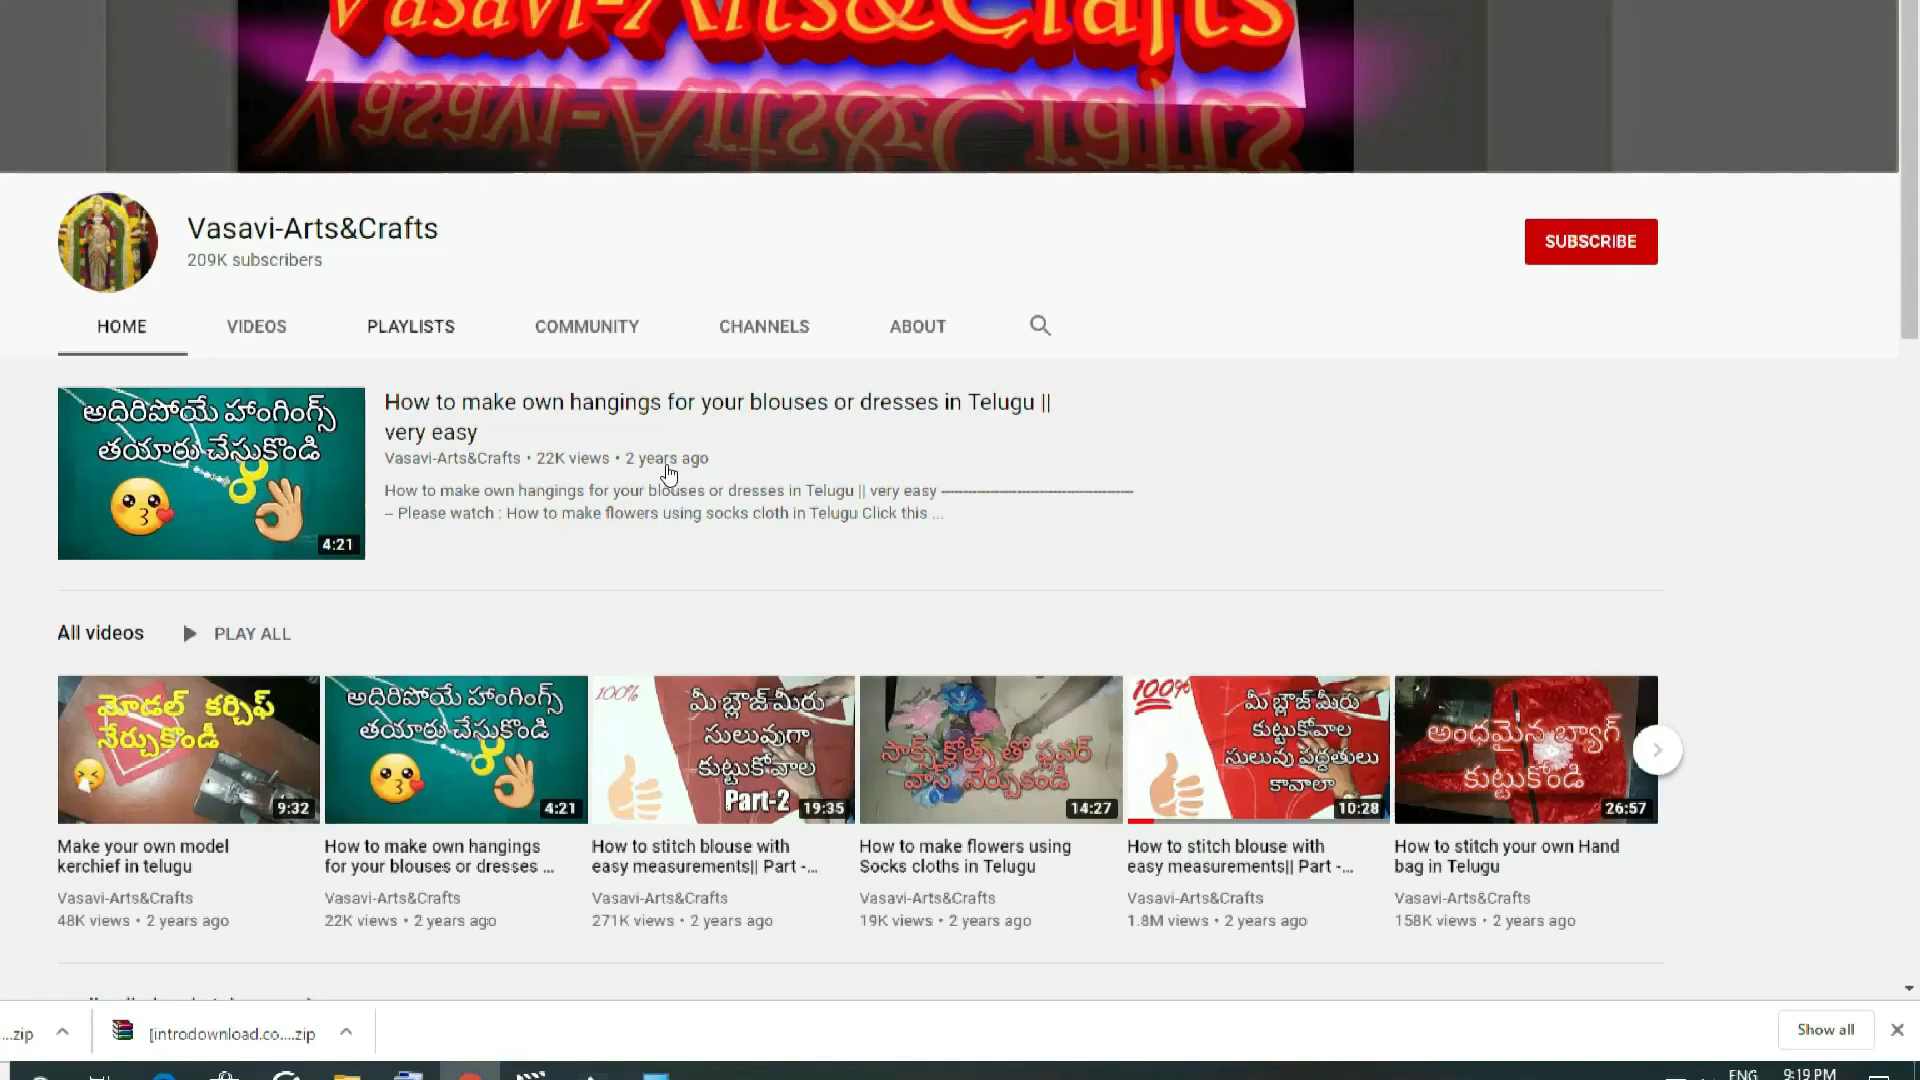 Vasavi-Arts&Crafts
Vasavi-Arts&Crafts
209K subscribers
SUBSCRIBE
HOME VIDEOS PLAYLISTS COMMUNITY CHANNELS ABOUT
అదిరిపోయే హాంగింగ్స్
తయారు చేసుకొండి
4:21
How to make own hangings for your blouses or dresses in Telugu ||
very easy
Vasavi-Arts&Crafts • 22K views • 2 years ago
How to make own hangings for your blouses or dresses in Telugu || very easy ----------------------------------------
-- Please watch : How to make flowers using socks cloth in Telugu Click this ...
All videos PLAY ALL
మోడల్ కర్చిఫ్
నేర్చుకొండి
9:32
అదిరిపోయే హాంగింగ్స్
తయారు చేసుకొండి
4:21
100%
మీ బ్లౌజ్ మీరు
సులువుగా
కుట్టుకోవాల
Part-2
19:35
సాక్స్ క్లోత్స్ తో ఫ్లవర్
వాస్ నేర్చుకండి
14:27
100%
మీ బ్లౌజ్ మీరు
కుట్టుకోవాల
సులువు పద్ధతులు
కావాలా
10:28
అందమైన బ్యాగ్
కుట్టుకోండి
26:57
Make your own model
kerchief in telugu
Vasavi-Arts&Crafts
48K views • 2 years ago
How to make own hangings
for your blouses or dresses ...
Vasavi-Arts&Crafts
22K views • 2 years ago
How to stitch blouse with
easy measurements|| Part -...
Vasavi-Arts&Crafts
271K views • 2 years ago
How to make flowers using
Socks cloths in Telugu
Vasavi-Arts&Crafts
19K views • 2 years ago
How to stitch blouse with
easy measurements|| Part -...
Vasavi-Arts&Crafts
1.8M views • 2 years ago
How to stitch your own Hand
bag in Telugu
Vasavi-Arts&Crafts
158K views • 2 years ago
...zip
[introdownload.co....zip
Show all
ENG 9:19 PM